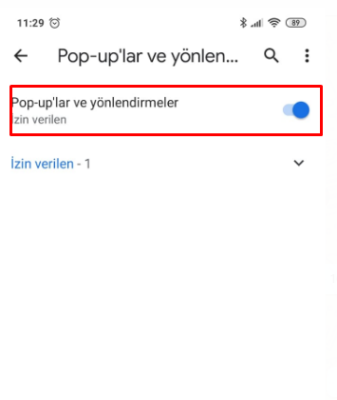 11:29
89
Pop-up'lar ve yönlen...
Pop-up'lar ve yönlendirmeler
İzin verilen
İzin verilen - 1